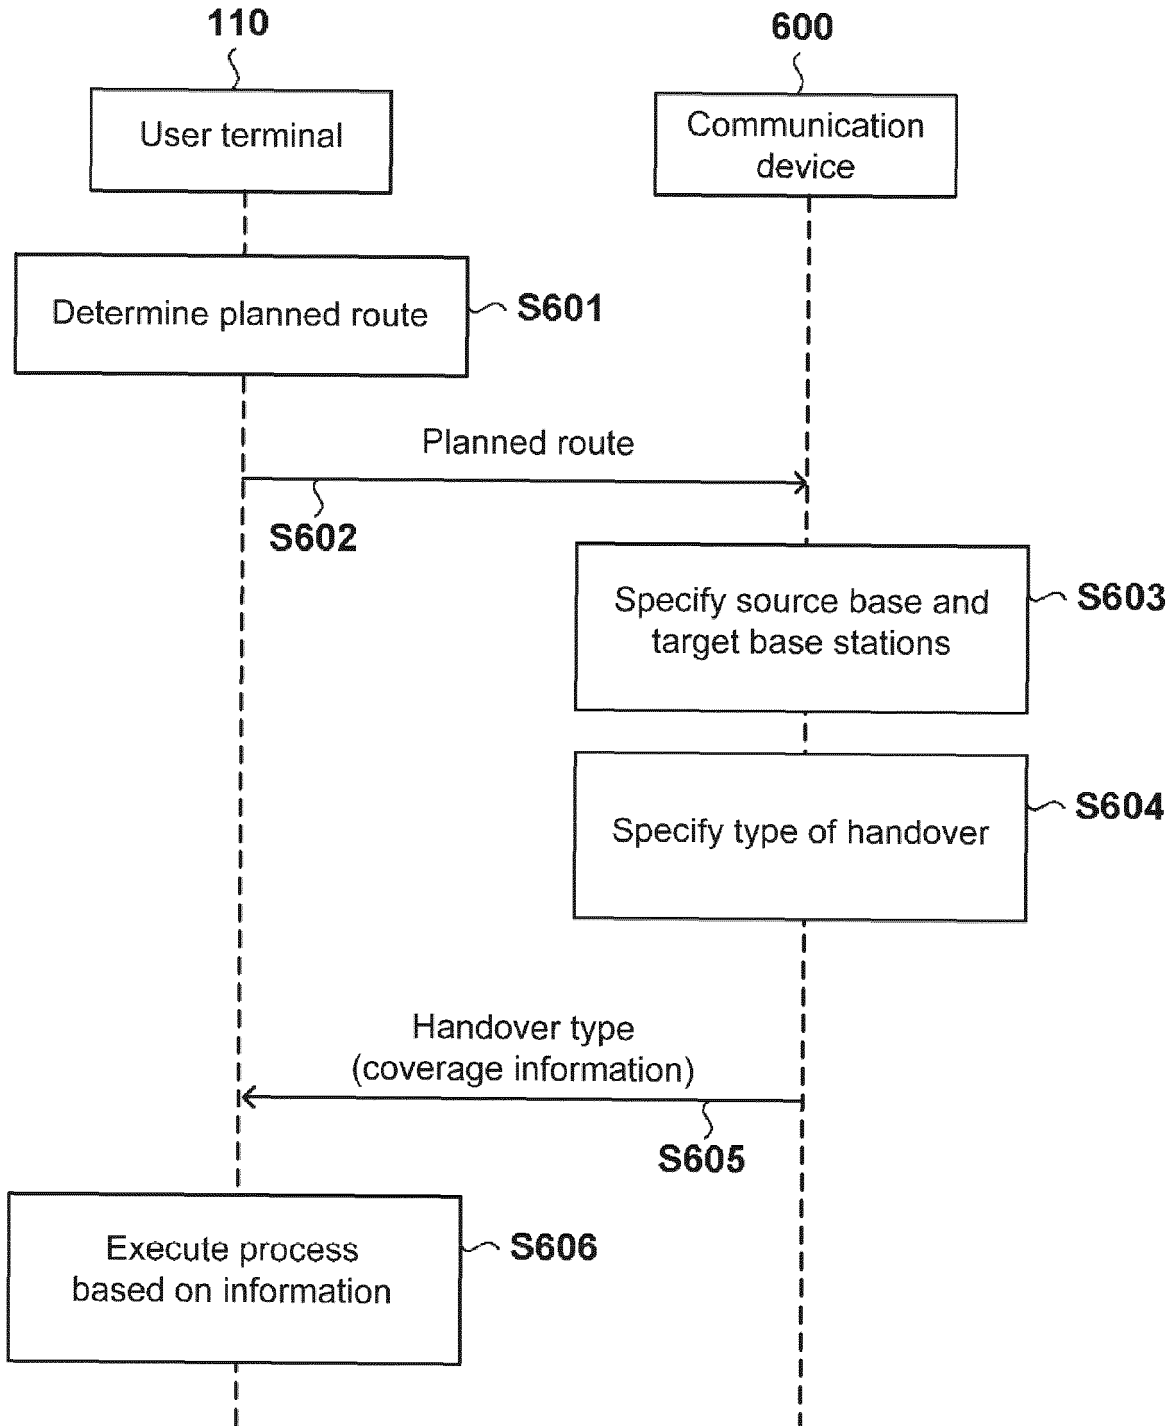 110
600
User terminal
Communication
device
Determine planned route
S601
Planned route
S602
Specify source base and
target base stations
S603
Specify type of handover
S604
Handover type
(coverage information)
S605
Execute process
based on information
S606